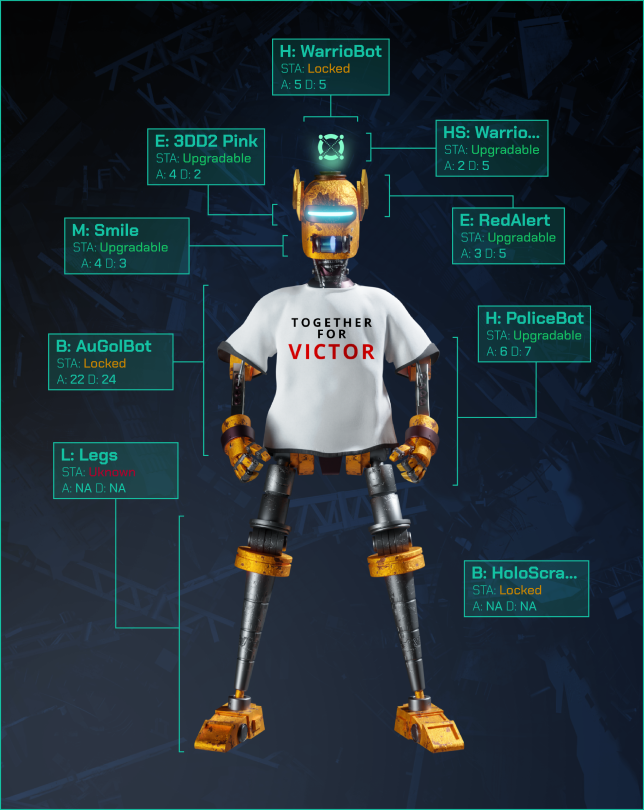 H: WarrioBot
STA: Locked
A: 5 D: 5
E: 3DD2 Pink
STA: Upgradable
A: 4 D: 2
HS: Warrio...
STA: Upgradable
A: 2 D: 5
M: Smile
STA: Upgradable
A: 4 D: 3
E: RedAlert
STA: Upgradable
A: 3 D: 5
TOGETHER
FOR
VICTOR
H: PoliceBot
STA: Upgradable
A: 6 D: 7
B: AuGolBot
STA: Locked
A: 22 D: 24
L: Legs
STA:
A: NA D: NA
B: HoloScra...
STA: Locked
A: NA D: NA